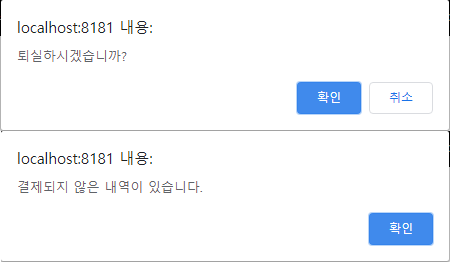 localhost:8181 내용:
퇴실하시겠습니까?
확인 취소
localhost:8181 내용:
결제되지 않은 내역이 있습니다.
확인